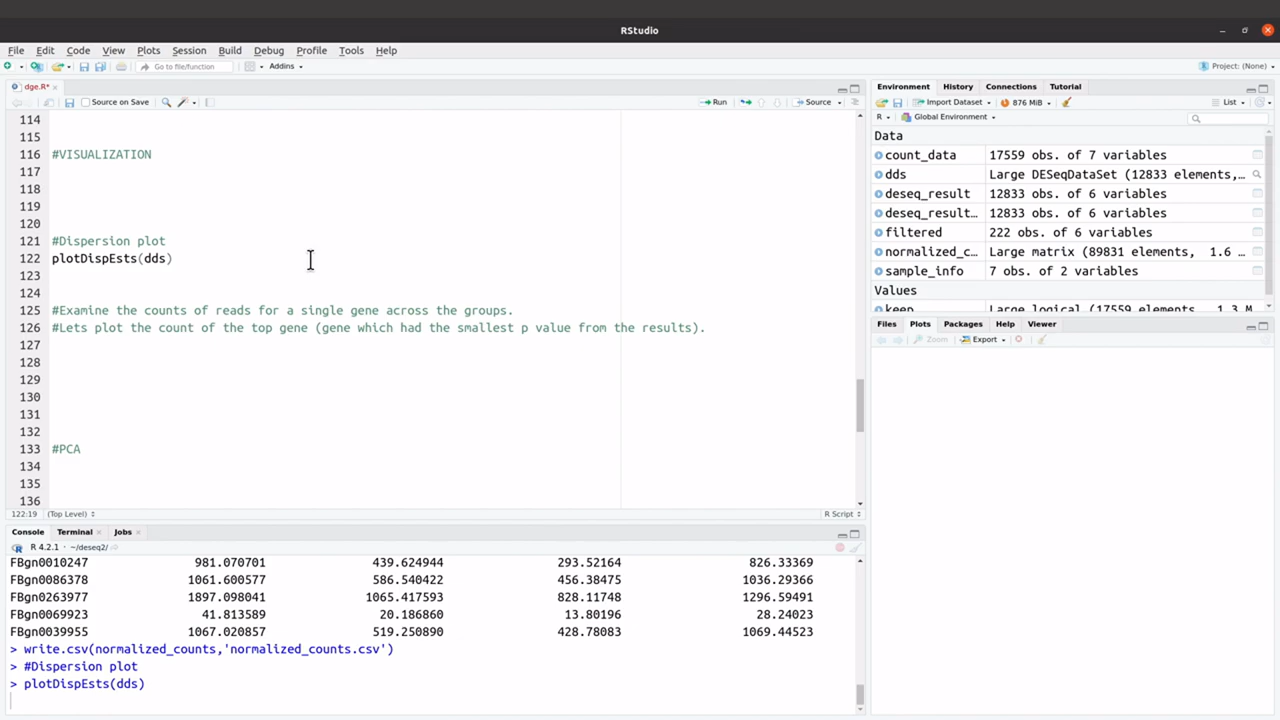 RStudio
File Edit Code View Plots Session Build Debug Profile Tools Help
Go to file/function Addins Project: (None)
dge.R*
Source on Save Run Source
114
115
116 #VISUALIZATION
117
118
119
120
121 #Dispersion plot
122 plotDispEsts(dds)
123
124
125 #Examine the counts of reads for a single gene across the groups.
126 #Lets plot the count of the top gene (gene which had the smallest p value from the results).
127
128
129
130
131
132
133 #PCA
134
135
136
122:19 (Top Level) R Script
Console Terminal Jobs
R 4.2.1 · ~/deseq2/
FBgn0010247 981.070701 439.624944 293.52164 826.33369
FBgn0086378 1061.600577 586.540422 456.38475 1036.29366
FBgn0263977 1897.098041 1065.417593 828.11748 1296.59491
FBgn0069923 41.813589 20.186860 13.80196 28.24023
FBgn0039955 1067.020857 519.250890 428.78083 1069.44523
> write.csv(normalized_counts,'normalized_counts.csv')
> #Dispersion plot
> plotDispEsts(dds)
Environment History Connections Tutorial
Import Dataset 876 MiB List
R Global Environment
Data
count_data 17559 obs. of 7 variables
dds Large DESeqDataSet (12833 elements,…
deseq_result 12833 obs. of 6 variables
deseq_result… 12833 obs. of 6 variables
filtered 222 obs. of 6 variables
normalized_c… Large matrix (89831 elements, 1.6 …
sample_info 7 obs. of 2 variables
Values
keep Large logical (17559 elements, 1.3 M
Files Plots Packages Help Viewer
Zoom Export